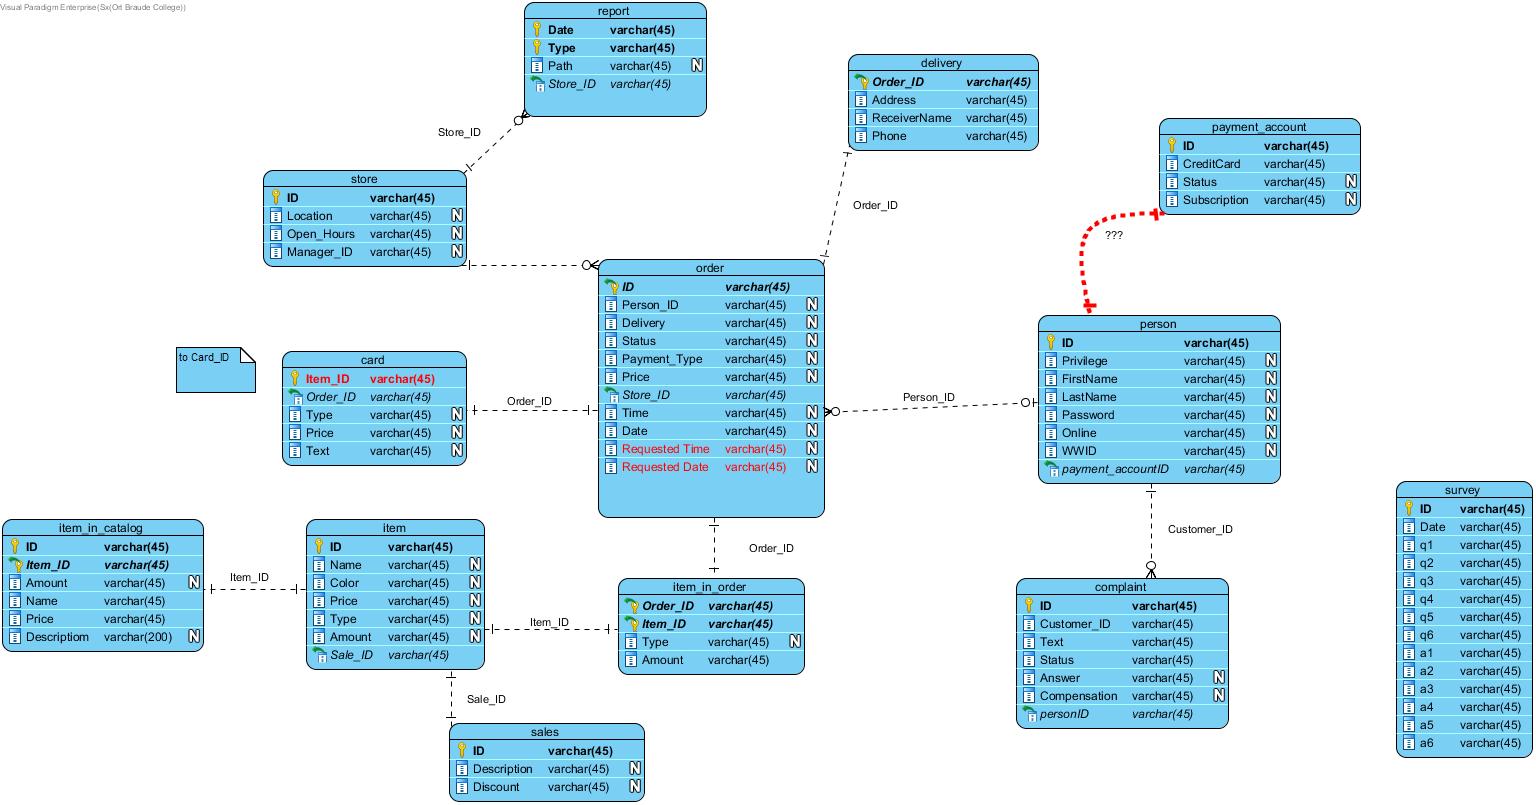 Visual Paradigm Enterprise(Sx(Ort Braude College))
report
Date varchar(45)
Type varchar(45)
Path varchar(45) N
Store_ID varchar(45)
delivery
Order_ID varchar(45)
Address varchar(45)
ReceiverName varchar(45)
Phone varchar(45)
payment_account
ID varchar(45)
CreditCard varchar(45)
Status varchar(45) N
Subscription varchar(45) N
Store_ID
store
ID varchar(45)
Location varchar(45) N
Open_Hours varchar(45) N
Manager_ID varchar(45) N
Order_ID
???
order
ID varchar(45)
Person_ID varchar(45) N
Delivery varchar(45) N
Status varchar(45) N
Payment_Type varchar(45) N
Price varchar(45) N
Store_ID varchar(45)
Time varchar(45) N
Date varchar(45) N
Requested Time varchar(45) N
Requested Date varchar(45) N
person
ID varchar(45)
Privilege varchar(45) N
FirstName varchar(45) N
LastName varchar(45) N
Password varchar(45) N
Online varchar(45) N
WWID varchar(45) N
payment_accountID varchar(45)
to Card_ID
card
Item_ID varchar(45)
Order_ID varchar(45)
Type varchar(45) N
Price varchar(45) N
Text varchar(45) N
Order_ID
Person_ID
item_in_catalog
ID varchar(45)
Item_ID varchar(45)
Amount varchar(45) N
Name varchar(45)
Price varchar(45)
Descriptiom varchar(200) N
Item_ID
item
ID varchar(45)
Name varchar(45) N
Color varchar(45) N
Price varchar(45) N
Type varchar(45) N
Amount varchar(45) N
Sale_ID varchar(45)
Item_ID
Order_ID
item_in_order
Order_ID varchar(45)
Item_ID varchar(45)
Type varchar(45) N
Amount varchar(45)
Customer_ID
complaint
ID varchar(45)
Customer_ID varchar(45)
Text varchar(45)
Status varchar(45)
Answer varchar(45) N
Compensation varchar(45) N
personID varchar(45)
survey
ID varchar(45)
Date varchar(45)
q1 varchar(45)
q2 varchar(45)
q3 varchar(45)
q4 varchar(45)
q5 varchar(45)
q6 varchar(45)
a1 varchar(45)
a2 varchar(45)
a3 varchar(45)
a4 varchar(45)
a5 varchar(45)
a6 varchar(45)
Sale_ID
sales
ID varchar(45)
Description varchar(45) N
Discount varchar(45) N